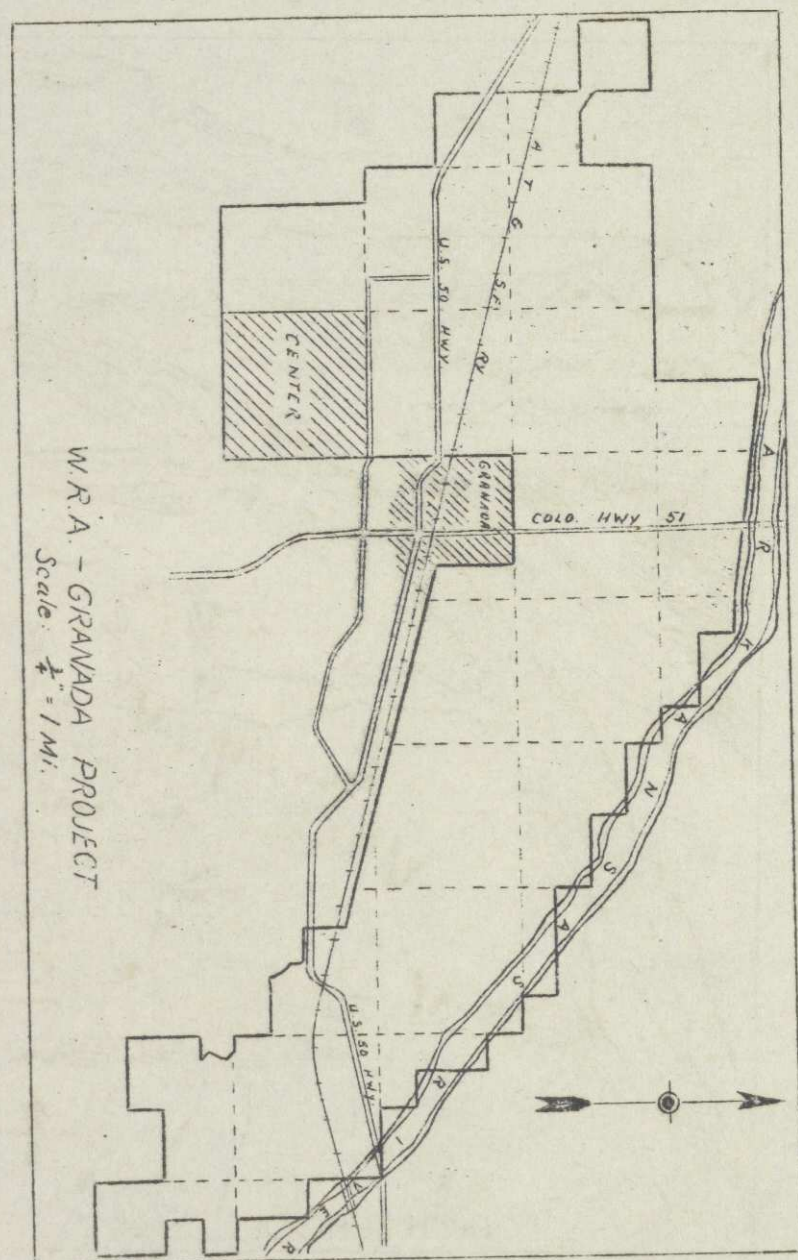 A.T. & S.F. RY.
U.S. 50 HWY.
CENTER
GRANADA
COLO. HWY 51
ARKANSAS RIVER
U.S. 50 HWY.
W.R.A. - GRANADA PROJECT
Scale: ¼" = 1 Mi.